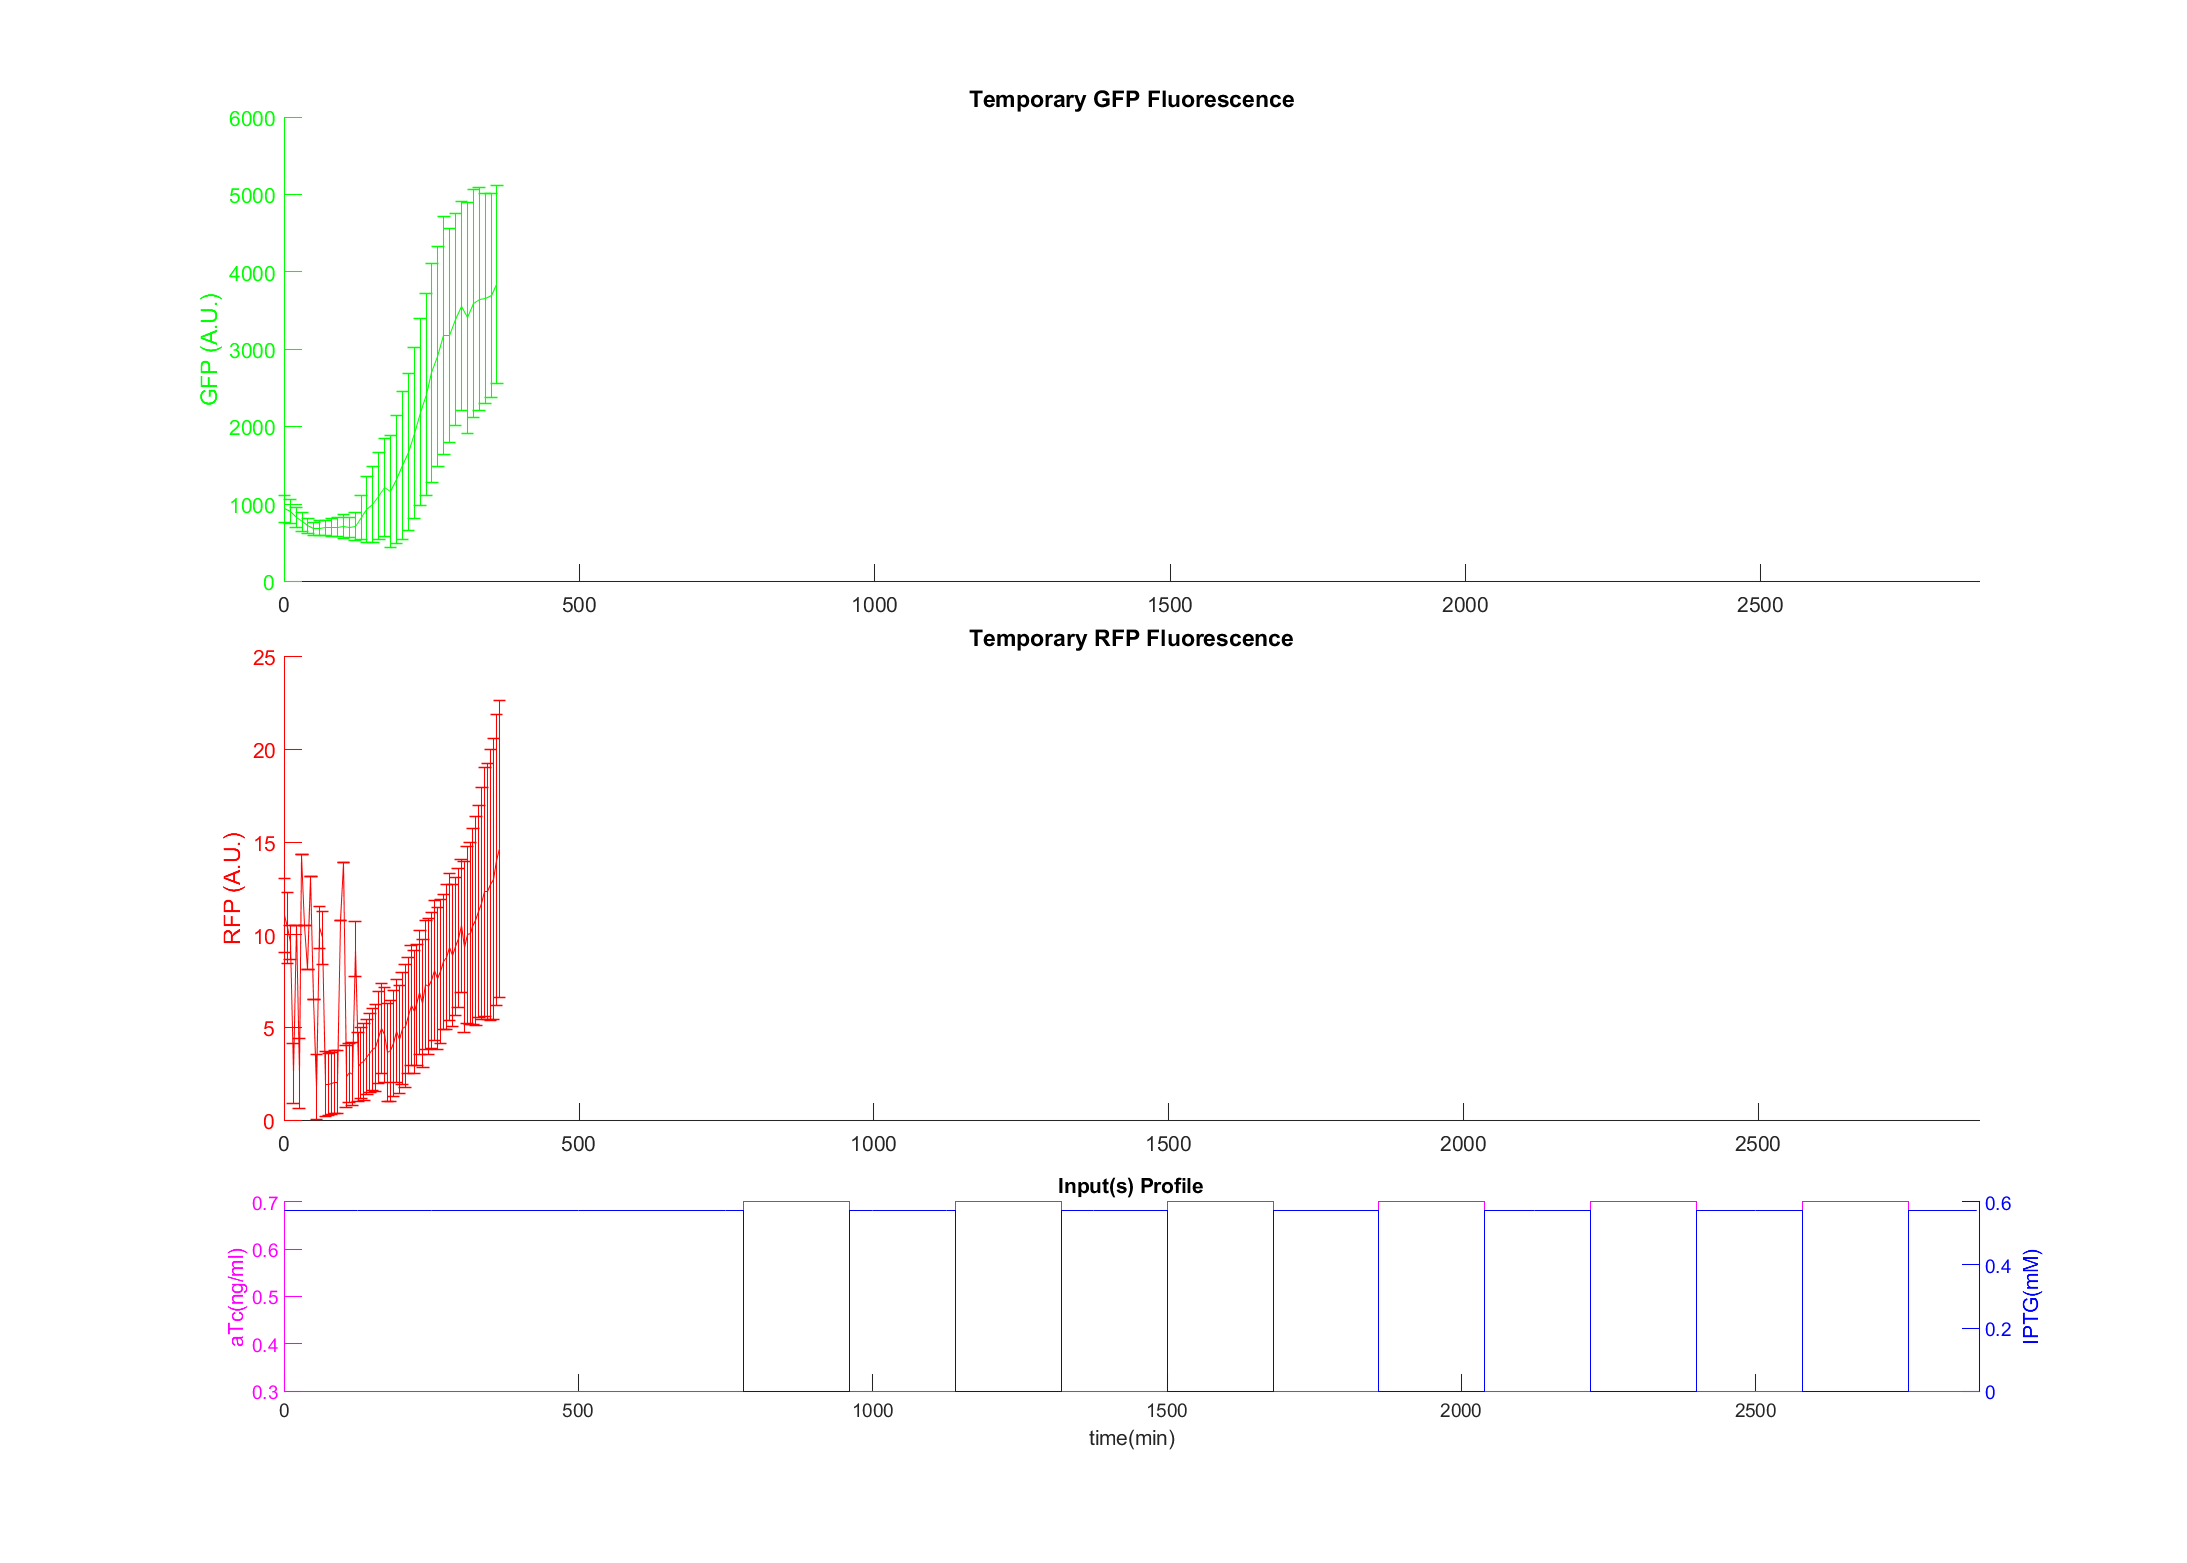 Temporary GFP Fluorescence
6000
5000
4000
3000
2000
1000
0
GFP (A.U.)
0 500 1000 1500 2000 2500
Temporary RFP Fluorescence
25
20
15
10
5
0
RFP (A.U.)
0 500 1000 1500 2000 2500
Input(s) Profile
0.7
0.6
0.5
0.4
0.3
aTc(ng/ml)
0.6
0.4
0.2
0
IPTG(mM)
0 500 1000 1500 2000 2500
time(min)